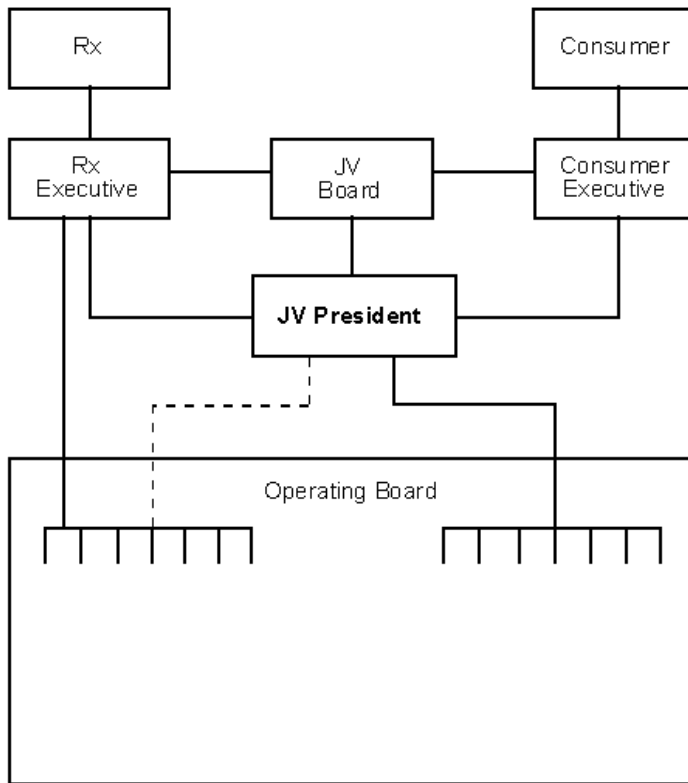 Rx
Consumer
Rx
Executive
JV
Board
Consumer
Executive
JV President
Operating Board